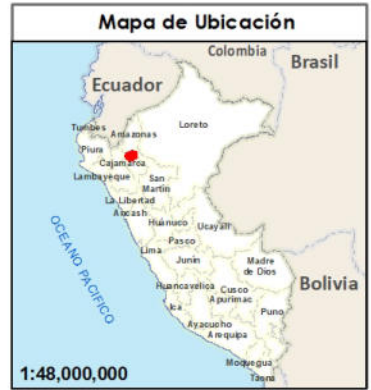 Mapa de Ubicación
Colombia
Brasil
Ecuador
Tumbes
Amazonas
Loreto
Piura
Cajamarca
Lambayeque
San
Martin
La Libertad
Ancash
Huánuco
Ucayali
Pasco
OCEANO PACIFICO
Lima
Junín
Madre
de Dios
Huancavelica
Cusco
Bolivia
Apurimac
Ica
Puno
Ayacucho
Arequipa
Moquegua
Tacna
1:48,000,000